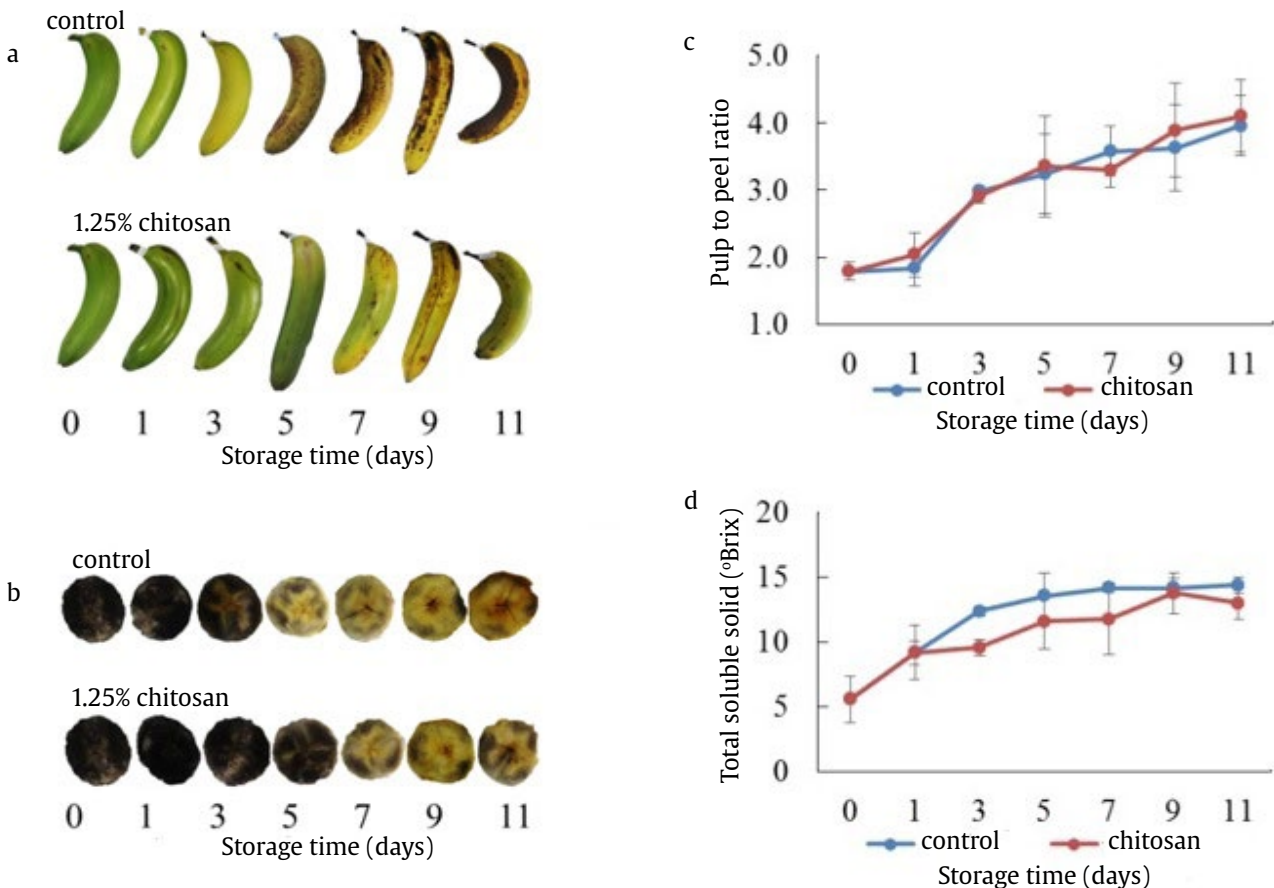 a
control
1.25% chitosan
0 1 3 5 7 9 11
Storage time (days)
b
control
1.25% chitosan
0 1 3 5 7 9 11
Storage time (days)
c
Pulp to peel ratio
5.0
4.0
3.0
2.0
1.0
0 1 3 5 7 9 11
control chitosan
Storage time (days)
d
Total soluble solid (ºBrix)
20
15
10
5
0
0 1 3 5 7 9 11
control chitosan
Storage time (days)